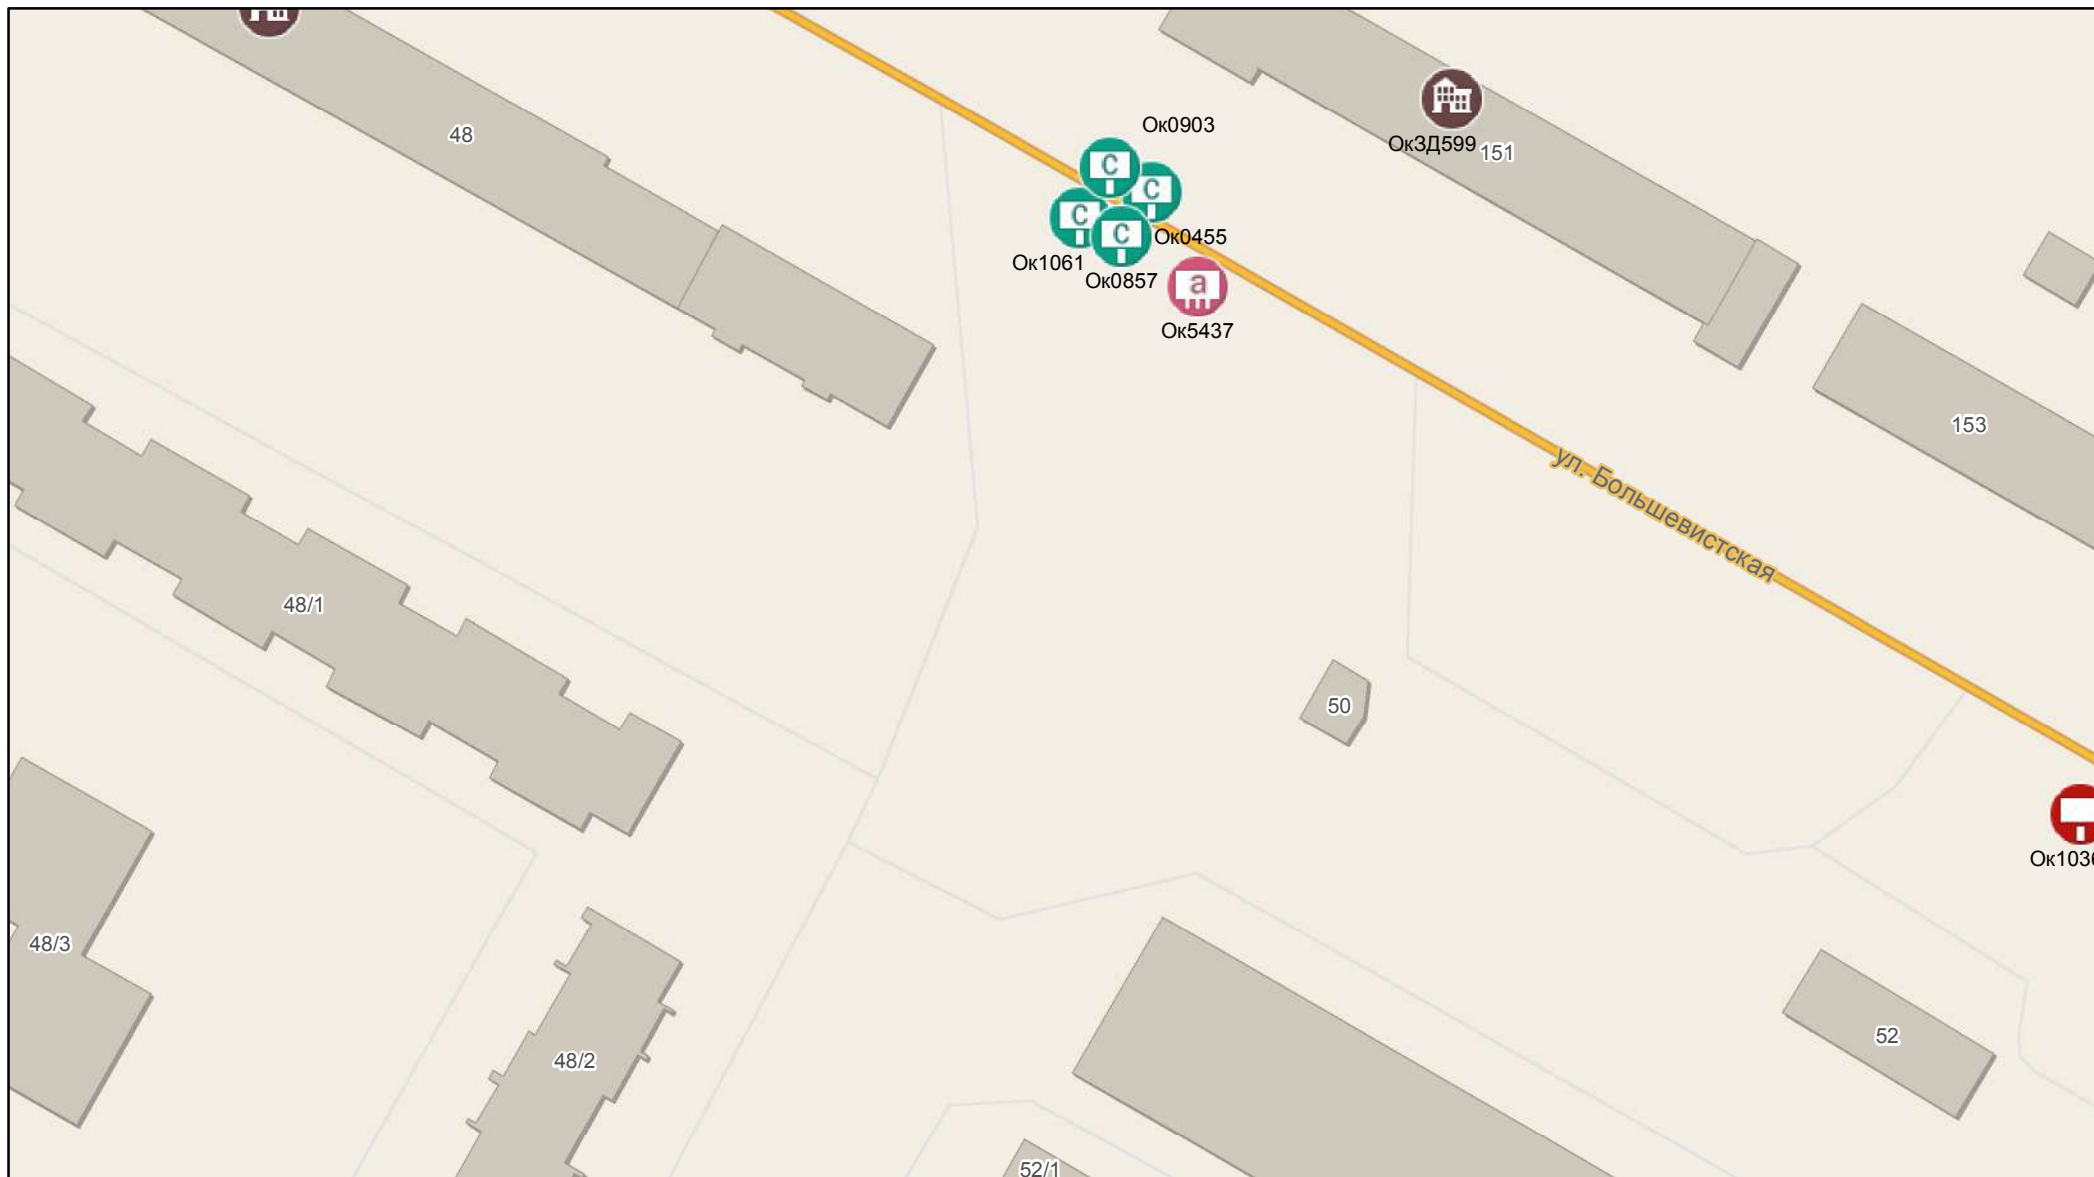 Ок0903
48
ОкЗД599
151
С
С
С
С
Ок0455
Ок1061
Ок0857
а
Ок5437
153
ул. Большевистская
48/1
50
Ок1036
48/3
52
48/2
52/1